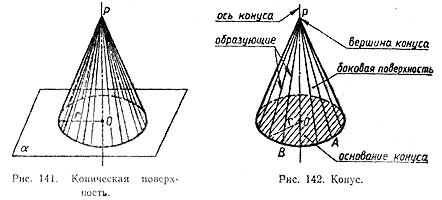 P
r
O
α
Рис. 141. Коническая поверх-
ность.
ось конуса
P
образующие
вершина конуса
боковая поверхность
r
O
A
B
основание конуса
Рис. 142. Конус.